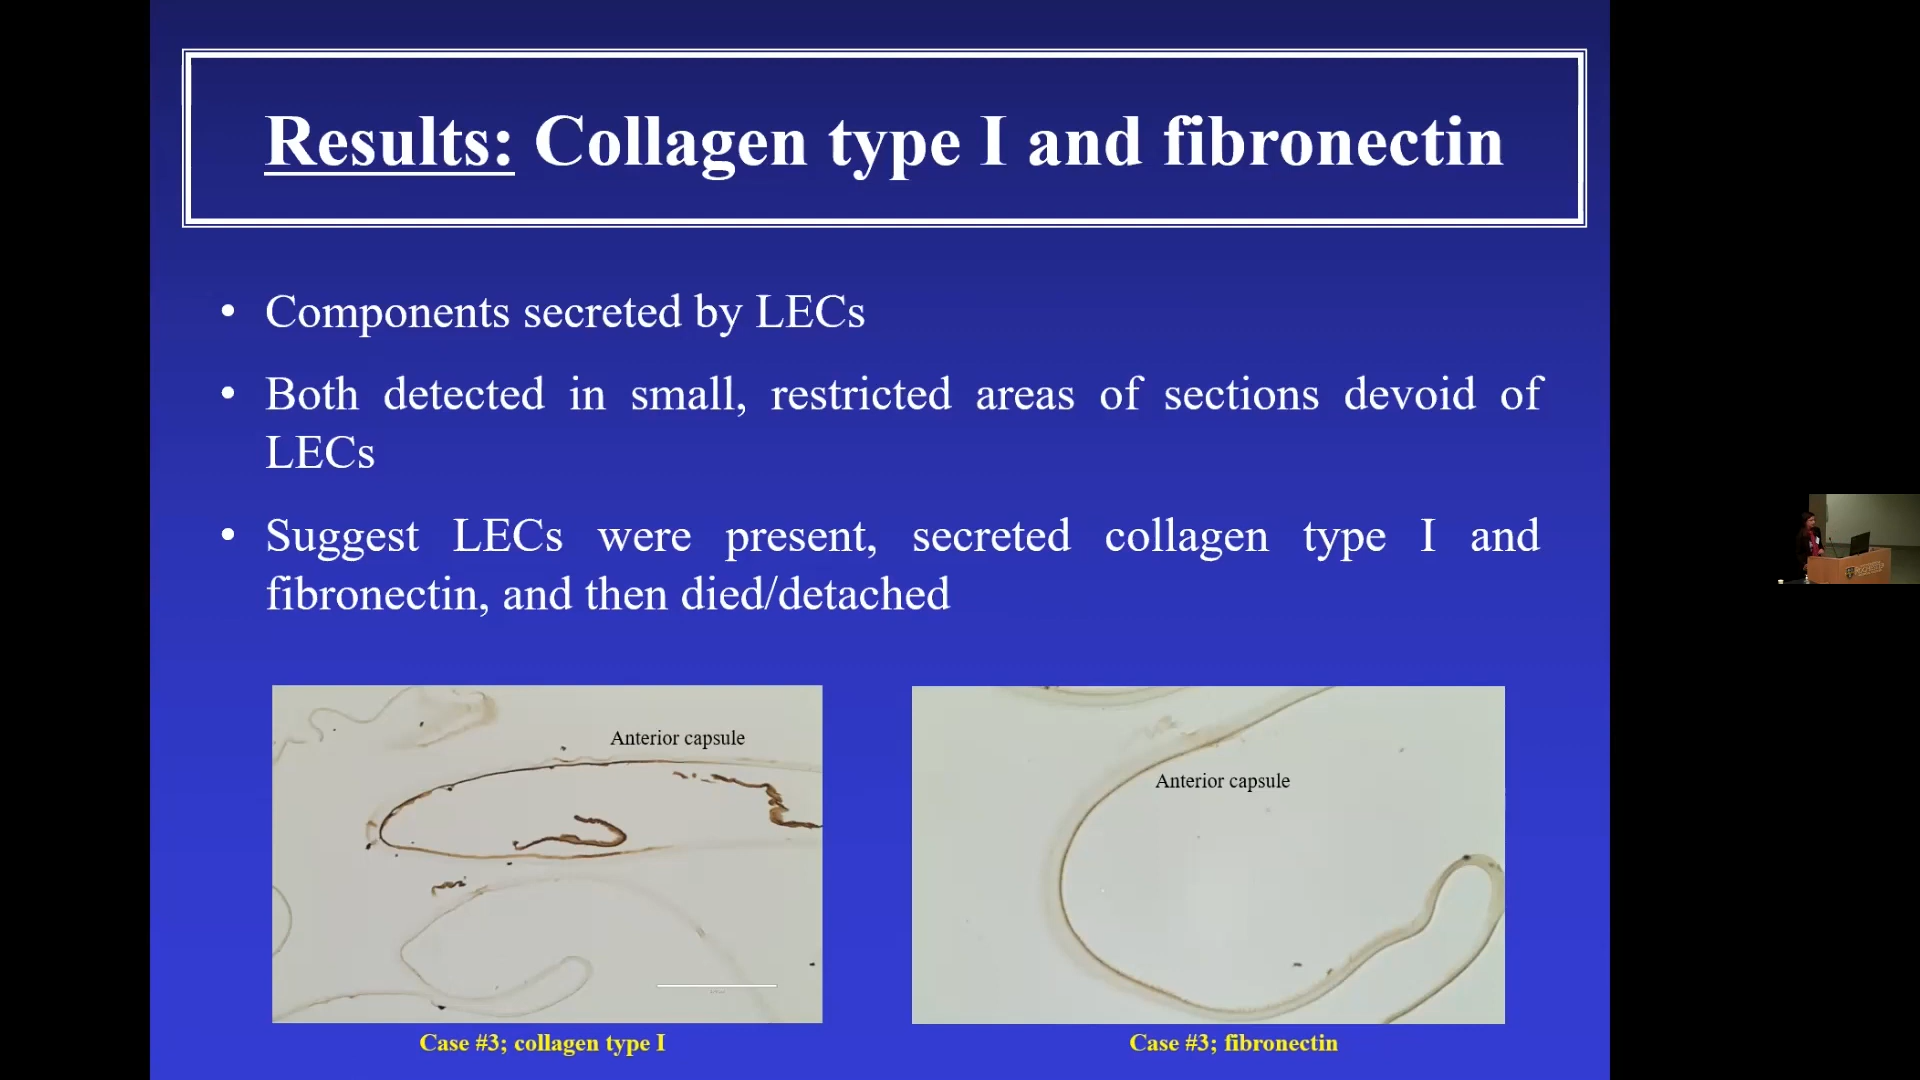 Results: Collagen type I and fibronectin
• Components secreted by LECs
• Both detected in small, restricted areas of sections devoid of
LECs
• Suggest LECs were present, secreted collagen type I and
fibronectin, and then died/detached
Anterior capsule
Anterior capsule
Case #3; collagen type I
Case #3; fibronectin